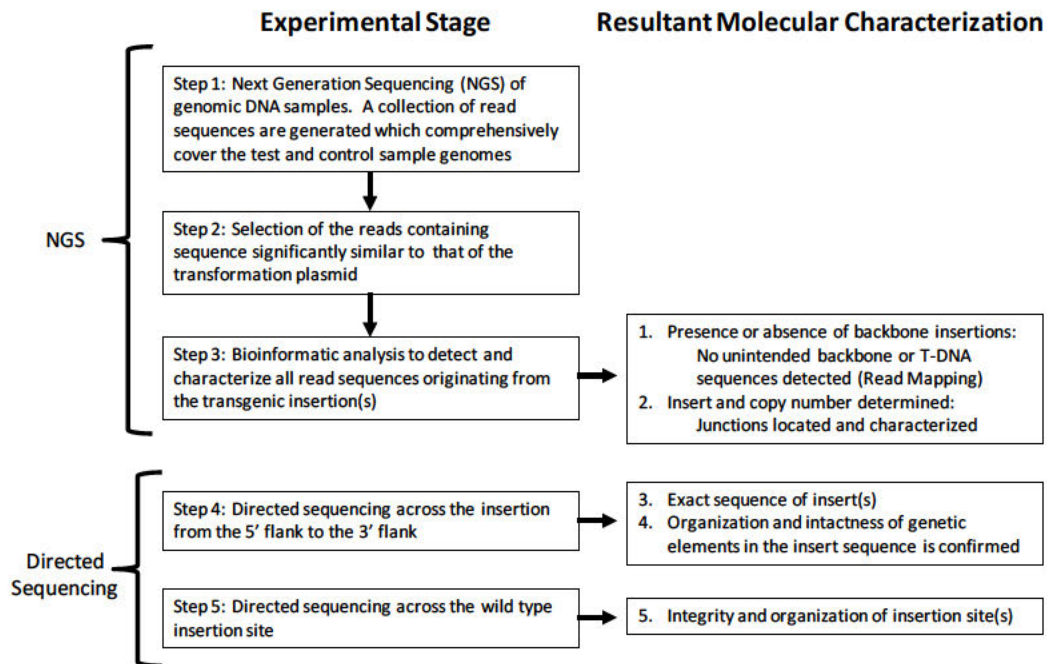 Experimental Stage
Resultant Molecular Characterization
NGS
Step 1: Next Generation Sequencing (NGS) of
genomic DNA samples. A collection of read
sequences are generated which comprehensively
cover the test and control sample genomes
Step 2: Selection of the reads containing
sequence significantly similar to that of the
transformation plasmid
Step 3: Bioinformatic analysis to detect and
characterize all read sequences originating from
the transgenic insertion(s)
1. Presence or absence of backbone insertions:
No unintended backbone or T-DNA
sequences detected (Read Mapping)
2. Insert and copy number determined:
Junctions located and characterized
Directed
Sequencing
Step 4: Directed sequencing across the insertion
from the 5' flank to the 3' flank
3. Exact sequence of insert(s)
4. Organization and intactness of genetic
elements in the insert sequence is confirmed
Step 5: Directed sequencing across the wild type
insertion site
5. Integrity and organization of insertion site(s)